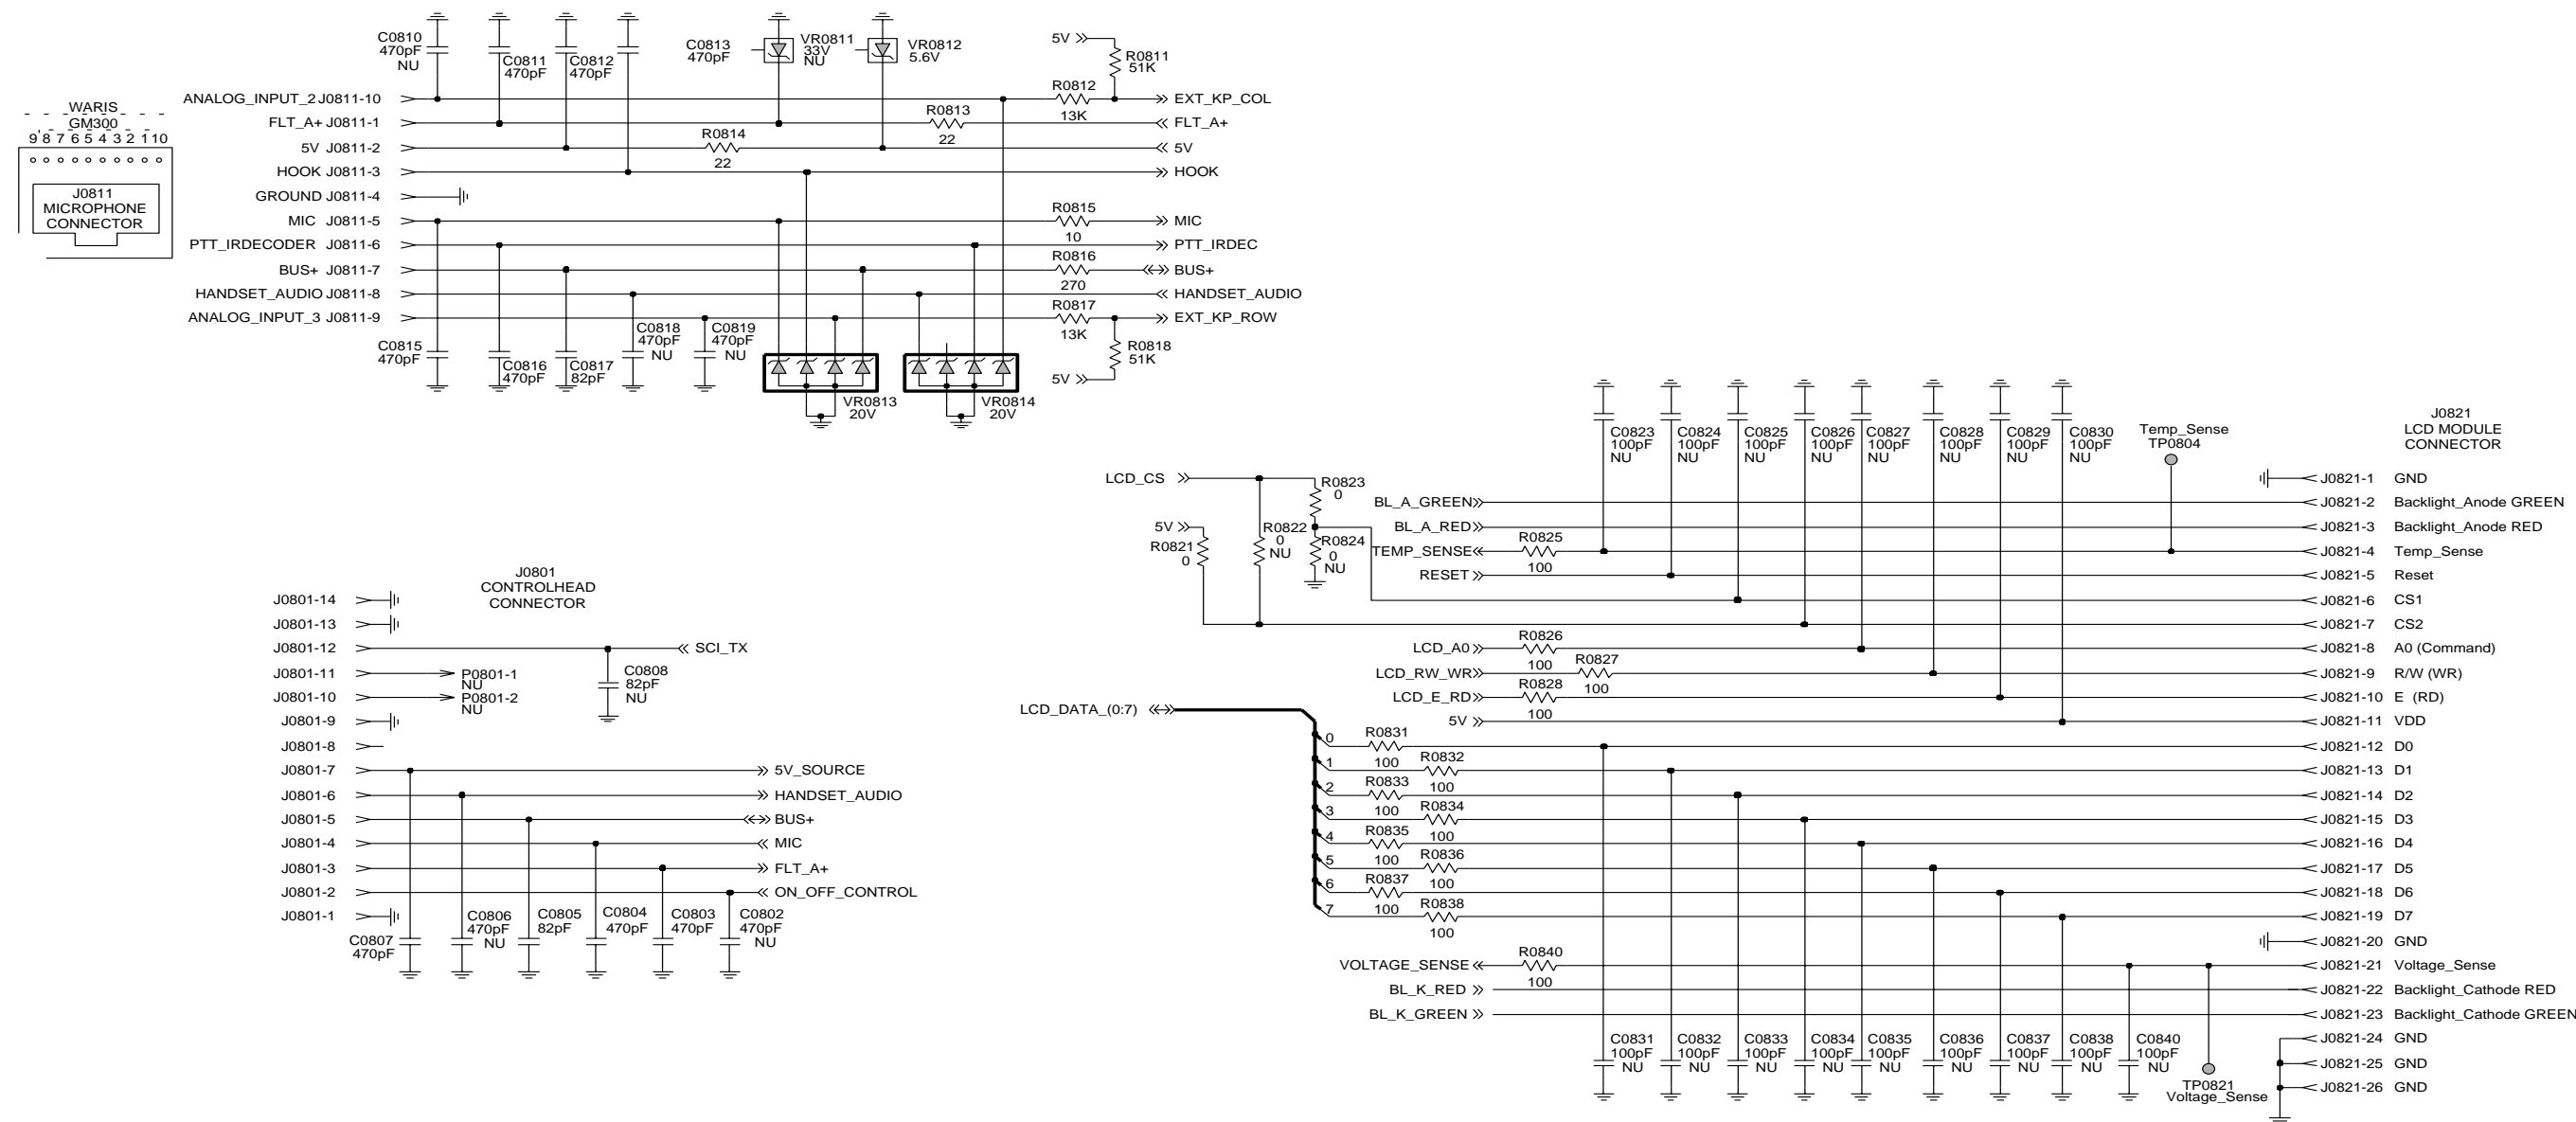 WARIS
GM300
9 8 7 6 5 4 3 2 1 10
J0811
MICROPHONE
CONNECTOR
C0810
470pF
NU
C0811
470pF
C0812
470pF
C0813
470pF
VR0811
33V
NU
VR0812
5.6V
5V
R0811
51K
ANALOG_INPUT_2 J0811-10
R0812
13K
EXT_KP_COL
FLT_A+ J0811-1
R0813
22
FLT_A+
5V J0811-2
R0814
22
5V
HOOK J0811-3
HOOK
GROUND J0811-4
MIC J0811-5
R0815
10
MIC
PTT_IRDECODER J0811-6
PTT_IRDEC
BUS+ J0811-7
R0816
270
BUS+
HANDSET_AUDIO J0811-8
HANDSET_AUDIO
ANALOG_INPUT_3 J0811-9
R0817
13K
EXT_KP_ROW
C0815
470pF
C0816
470pF
C0817
82pF
C0818
470pF
NU
C0819
470pF
NU
VR0813
20V
VR0814
20V
R0818
51K
5V
J0801
CONTROLHEAD
CONNECTOR
J0801-14
J0801-13
J0801-12
SCI_TX
J0801-11
P0801-1
NU
J0801-10
P0801-2
NU
C0808
82pF
NU
J0801-9
J0801-8
J0801-7
5V_SOURCE
J0801-6
HANDSET_AUDIO
J0801-5
BUS+
J0801-4
MIC
J0801-3
FLT_A+
J0801-2
ON_OFF_CONTROL
J0801-1
C0807
470pF
C0806
470pF
NU
C0805
82pF
C0804
470pF
C0803
470pF
C0802
470pF
NU
LCD_CS
5V
R0821
0
R0822
0
NU
R0823
0
R0824
0
NU
C0823
100pF
NU
C0824
100pF
NU
C0825
100pF
NU
C0826
100pF
NU
C0827
100pF
NU
C0828
100pF
NU
C0829
100pF
NU
C0830
100pF
NU
Temp_Sense
TP0804
J0821
LCD MODULE
CONNECTOR
J0821-1 GND
BL_A_GREEN
J0821-2 Backlight_Anode GREEN
BL_A_RED
J0821-3 Backlight_Anode RED
TEMP_SENSE
R0825
100
J0821-4 Temp_Sense
RESET
J0821-5 Reset
J0821-6 CS1
J0821-7 CS2
LCD_A0
R0826
100
J0821-8 A0 (Command)
LCD_RW_WR
R0827
100
J0821-9 R/W (WR)
LCD_E_RD
R0828
100
J0821-10 E (RD)
5V
J0821-11 VDD
LCD_DATA_(0:7)
0
R0831
100
J0821-12 D0
1
R0832
100
J0821-13 D1
2
R0833
100
J0821-14 D2
3
R0834
100
J0821-15 D3
4
R0835
100
J0821-16 D4
5
R0836
100
J0821-17 D5
6
R0837
100
J0821-18 D6
7
R0838
100
J0821-19 D7
J0821-20 GND
VOLTAGE_SENSE
R0840
100
J0821-21 Voltage_Sense
BL_K_RED
J0821-22 Backlight_Cathode RED
BL_K_GREEN
J0821-23 Backlight_Cathode GREEN
J0821-24 GND
J0821-25 GND
J0821-26 GND
C0831
100pF
NU
C0832
100pF
NU
C0833
100pF
NU
C0834
100pF
NU
C0835
100pF
NU
C0836
100pF
NU
C0837
100pF
NU
C0838
100pF
NU
C0840
100pF
NU
TP0821
Voltage_Sense